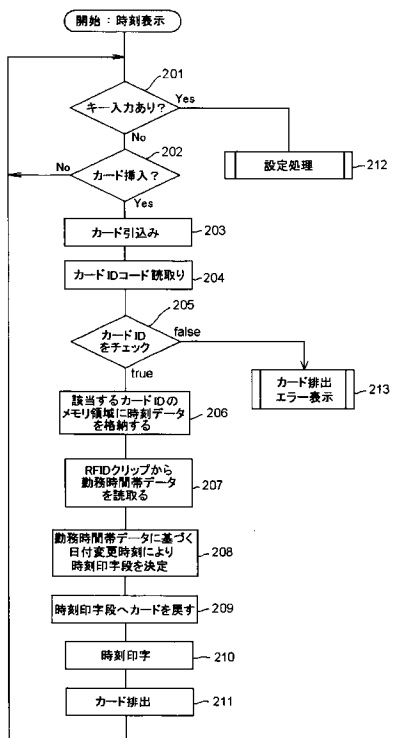 開始：時刻表示
201
キー入力あり？
Yes
No
202
設定処理
212
No
カード挿入？
Yes
カード引込み
203
カードIDコード読取り
204
205
カードID
をチェック
false
true
カード排出
エラー表示
213
該当するカードIDの
メモリ領域に時刻データ
を格納する
206
RFIDクリップから
勤務時間帯データ
を読取る
207
勤務時間帯データに基づく
日付変更時刻により
時刻印字段を決定
208
時刻印字段へカードを戻す
209
時刻印字
210
カード排出
211